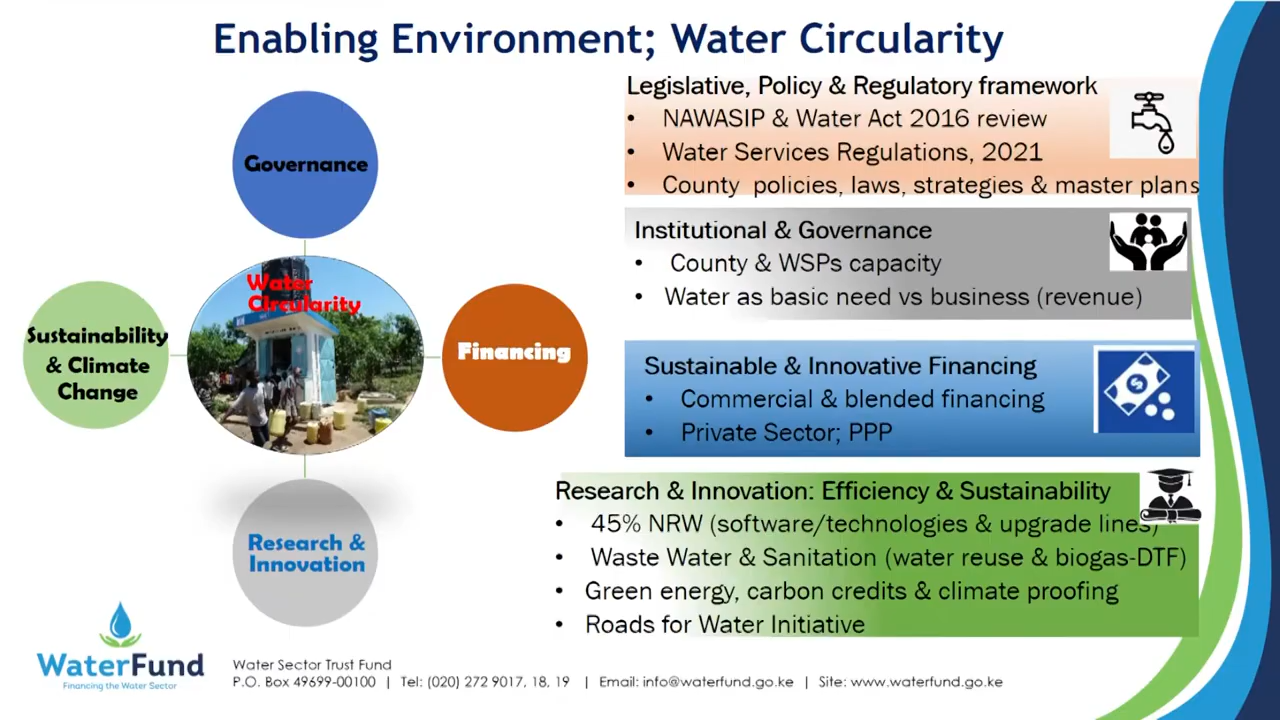 Enabling Environment; Water Circularity
Governance
Water
Circularity
Sustainability
& Climate
Change
Financing
Research &
Innovation
Legislative, Policy & Regulatory framework
• NAWASIP & Water Act 2016 review
• Water Services Regulations, 2021
• County policies, laws, strategies & master plans
Institutional & Governance
• County & WSPs capacity
• Water as basic need vs business (revenue)
Sustainable & Innovative Financing
• Commercial & blended financing
• Private Sector; PPP
Research & Innovation: Efficiency & Sustainability
• 45% NRW (software/technologies & upgrade lines)
• Waste Water & Sanitation (water reuse & biogas-DTF)
• Green energy, carbon credits & climate proofing
• Roads for Water Initiative
WaterFund
Financing the Water Sector
Water Sector Trust Fund
P.O. Box 49699-00100 | Tel: (020) 272 9017, 18, 19 | Email: info@waterfund.go.ke | Site: www.waterfund.go.ke